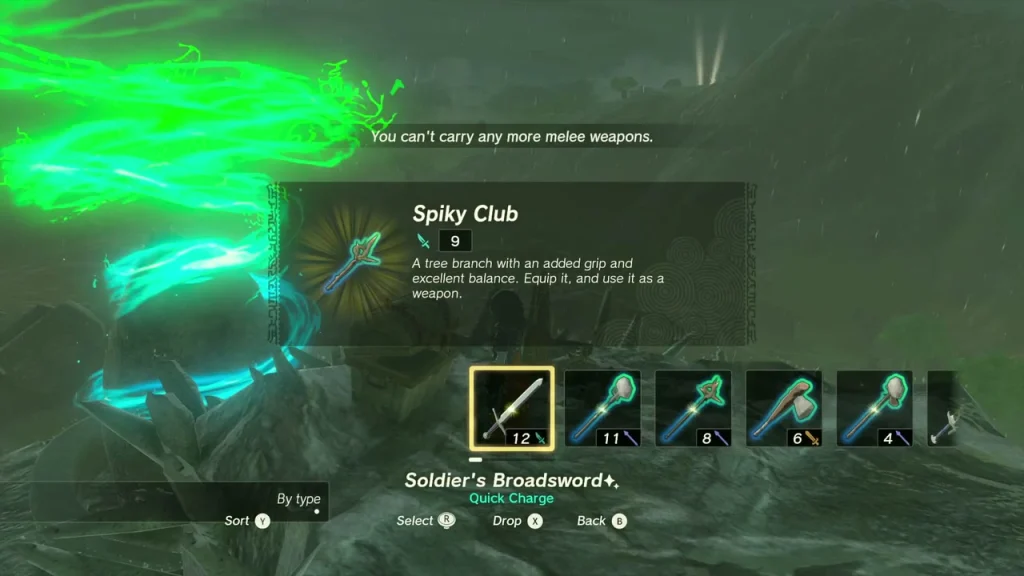 You can't carry any more melee weapons.
Spiky Club
9
A tree branch with an added grip and
excellent balance. Equip it, and use it as a
weapon.
12
11
8
6
4
Soldier's Broadsword
Quick Charge
By type
Sort Y
Select R
Drop X
Back B